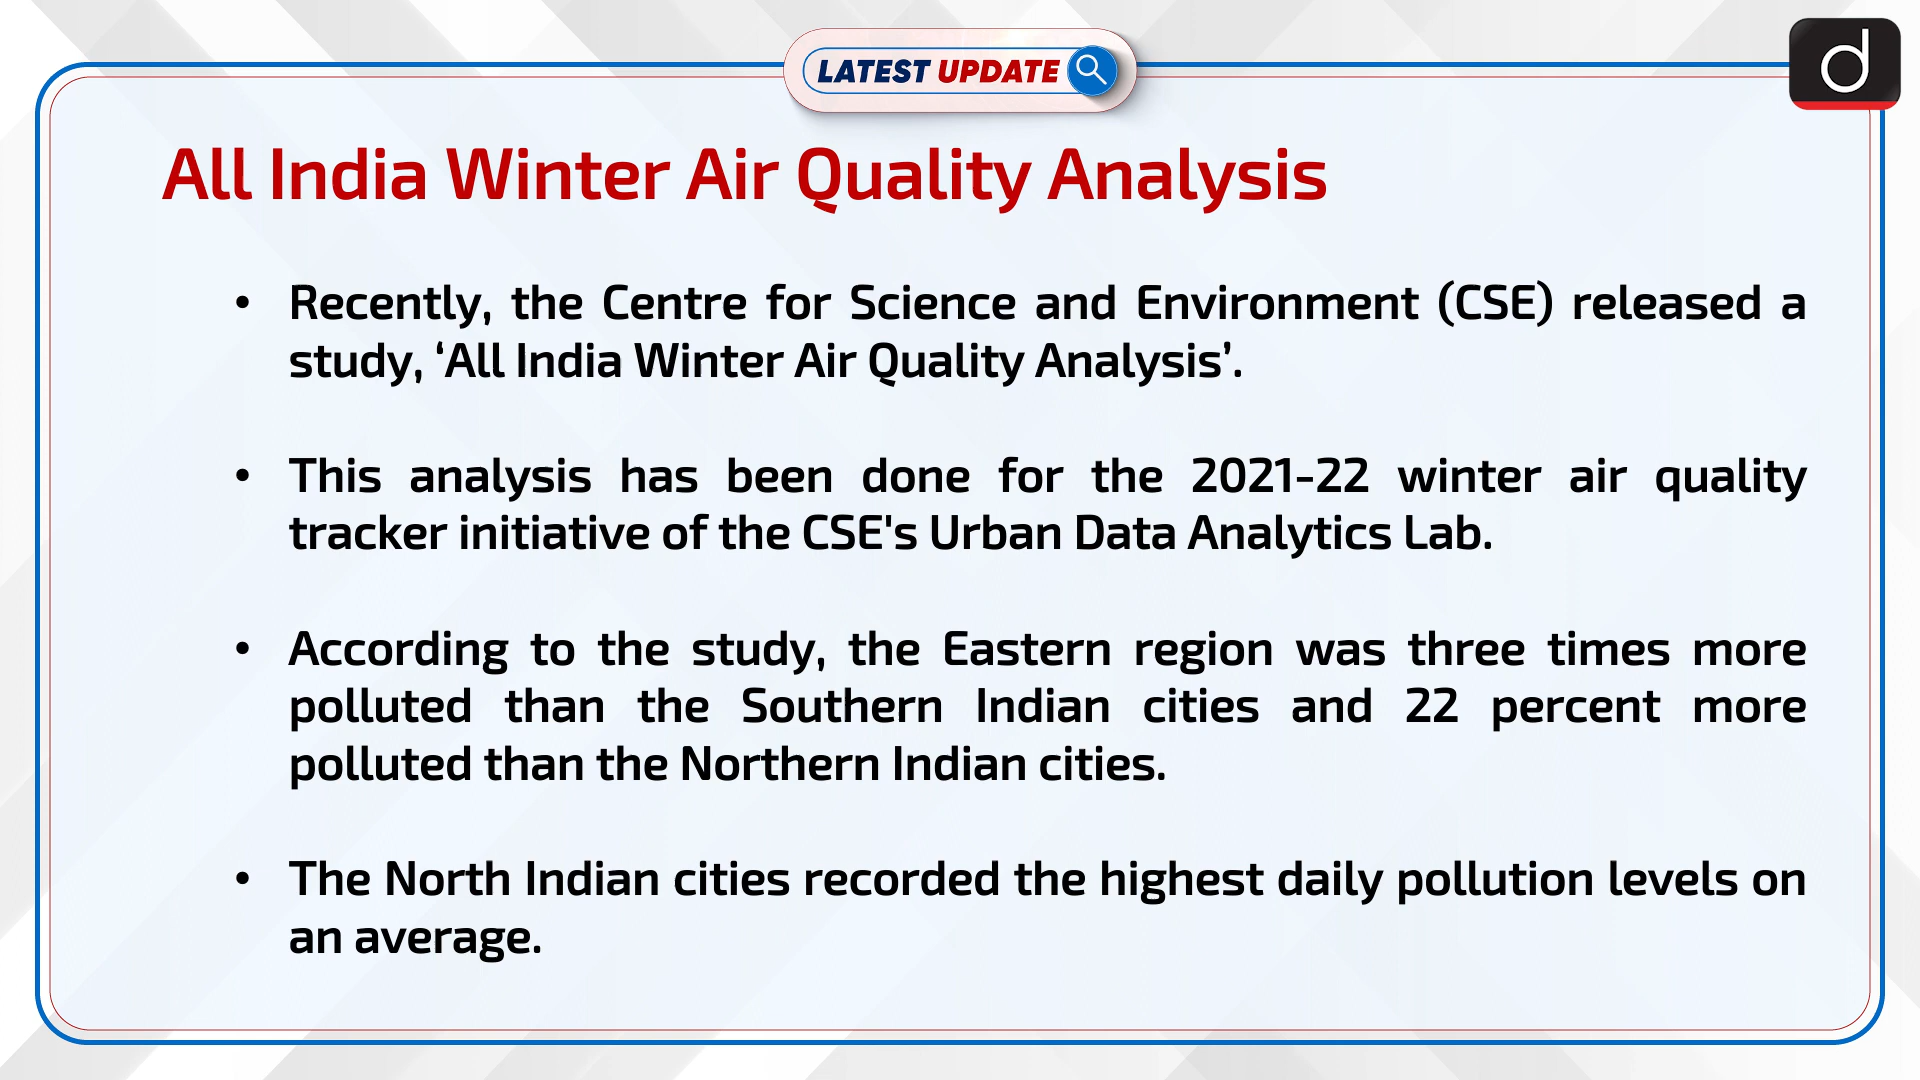 LATEST UPDATE
d
All India Winter Air Quality Analysis
• Recently, the Centre for Science and Environment (CSE) released a
study, ‘All India Winter Air Quality Analysis’.
• This analysis has been done for the 2021-22 winter air quality
tracker initiative of the CSE's Urban Data Analytics Lab.
• According to the study, the Eastern region was three times more
polluted than the Southern Indian cities and 22 percent more
polluted than the Northern Indian cities.
• The North Indian cities recorded the highest daily pollution levels on
an average.